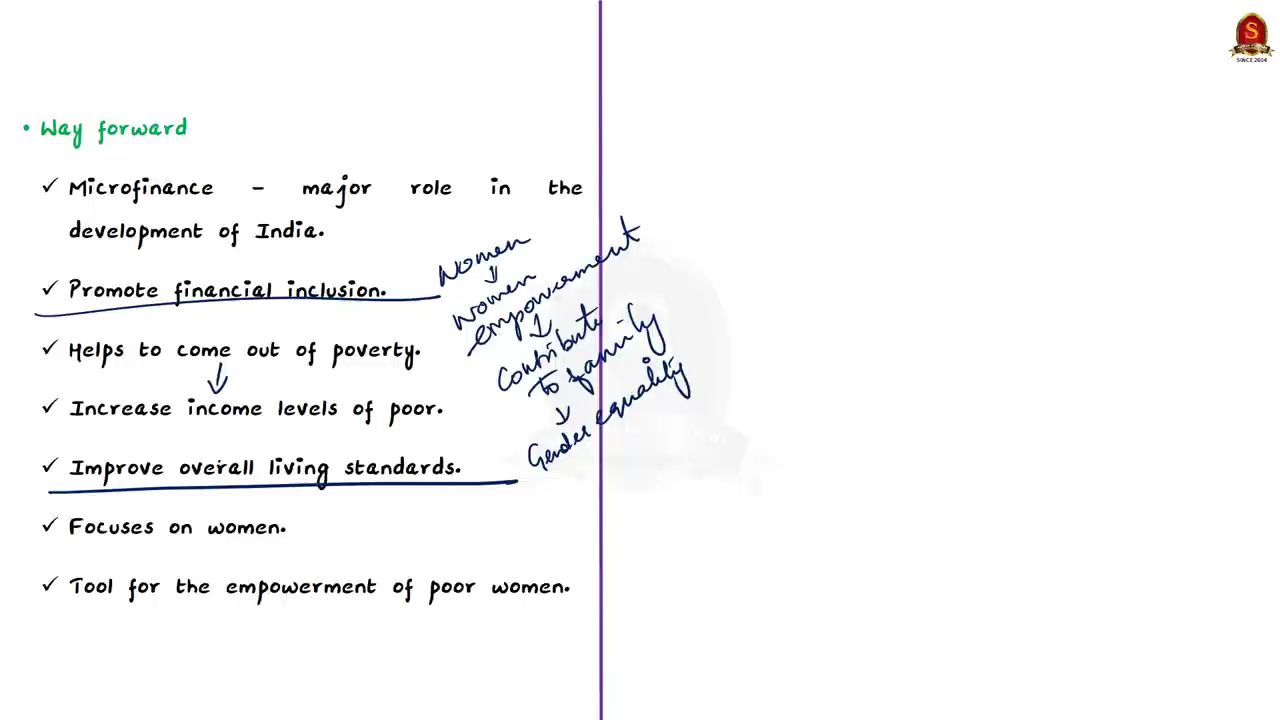 • Way forward
✓ Microfinance - major role in the
development of India.
✓ Promote financial inclusion.
✓ Helps to come out of poverty.
✓ Increase income levels of poor.
✓ Improve overall living standards.
✓ Focuses on women.
✓ Tool for the empowerment of poor women.
Women
↓
women
empowerment
↓
Contribute
to family
↓
Gender equality
S
SINCE 2004